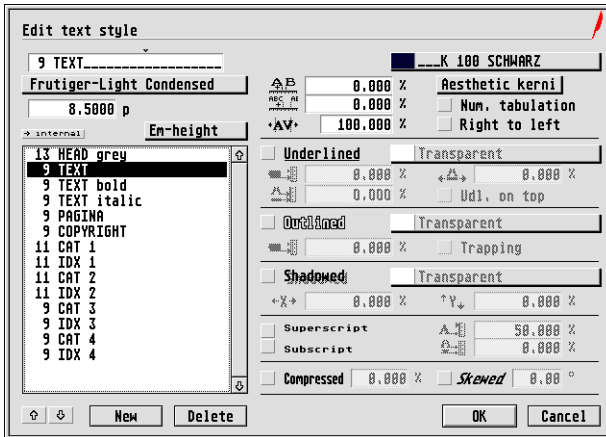 Edit text style
9 TEXT____________________
___K 100 SCHWARZ
Frutiger-Light Condensed
AB 0.000 %
Aesthetic kerni
8.5000 p
ABC AB 0.000 %
Num. tabulation
→ internal
Em-height
AV 100.000 %
Right to left
13 HEAD grey
9 TEXT
9 TEXT bold
9 TEXT italic
9 PAGINA
9 COPYRIGHT
11 CAT 1
11 IDX 1
11 CAT 2
11 IDX 2
9 CAT 3
9 IDX 3
9 CAT 4
9 IDX 4
Underlined
Transparent
0.000 %
0.000 %
0.000 %
Udl. on top
Outlined
Transparent
0.000 %
Trapping
Shadowed
Transparent
X 0.000 %
Y 0.000 %
Superscript
A 50.000 %
Subscript
0.000 %
Compressed 0.000 %
Skewed 0.00 °
New
Delete
OK
Cancel